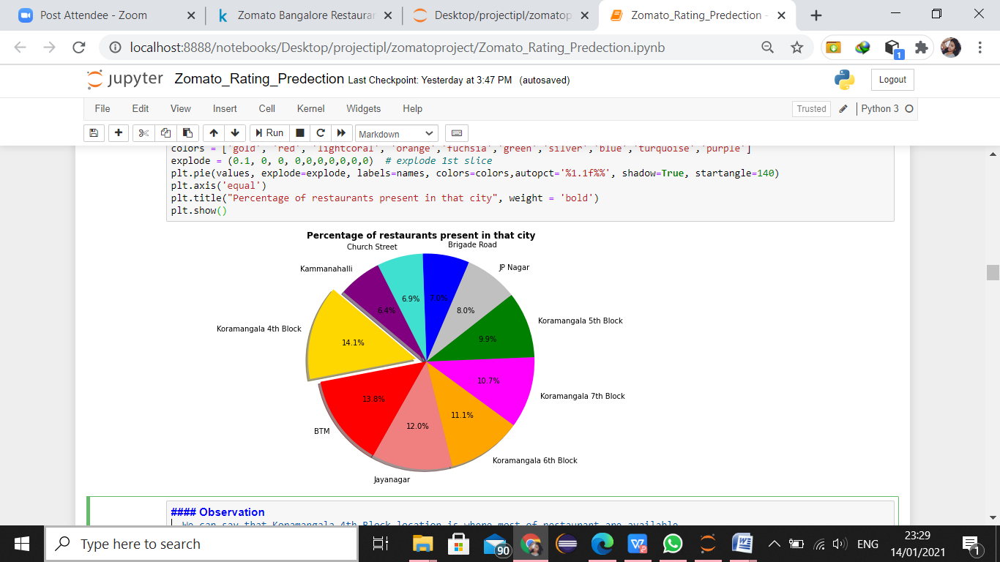 Post Attendee - Zoom
Zomato Bangalore Restaurar
Desktop/projectipl/zomatop
Zomato_Rating_Predection -
localhost:8888/notebooks/Desktop/projectipl/zomatoproject/Zomato_Rating_Predection.ipynb
1
jupyter Zomato_Rating_Predection Last Checkpoint: Yesterday at 3:47 PM (autosaved)
Logout
File Edit View Insert Cell Kernel Widgets Help
Trusted Python 3
Run Markdown
colors = ['gold', 'red', 'lightcoral', 'orange','fuchsia','green','silver','blue','turquoise','purple']
explode = (0.1, 0, 0, 0,0,0,0,0,0,0)  # explode 1st slice
plt.pie(values, explode=explode, labels=names, colors=colors,autopct='%1.1f%%', shadow=True, startangle=140)
plt.axis('equal')
plt.title("Percentage of restaurants present in that city", weight = 'bold')
plt.show()
Percentage of restaurants present in that city
Church Street
Brigade Road
Kammanahalli
JP Nagar
6.9%
7.0%
6.4%
8.0%
Koramangala 5th Block
Koramangala 4th Block
9.9%
14.1%
10.7%
Koramangala 7th Block
13.8%
11.1%
12.0%
BTM
Koramangala 6th Block
Jayanagar
#### Observation
We can say that Koramangala 4th Block location is where most of restaurant are available
Type here to search
90
ENG
23:29
14/01/2021
1